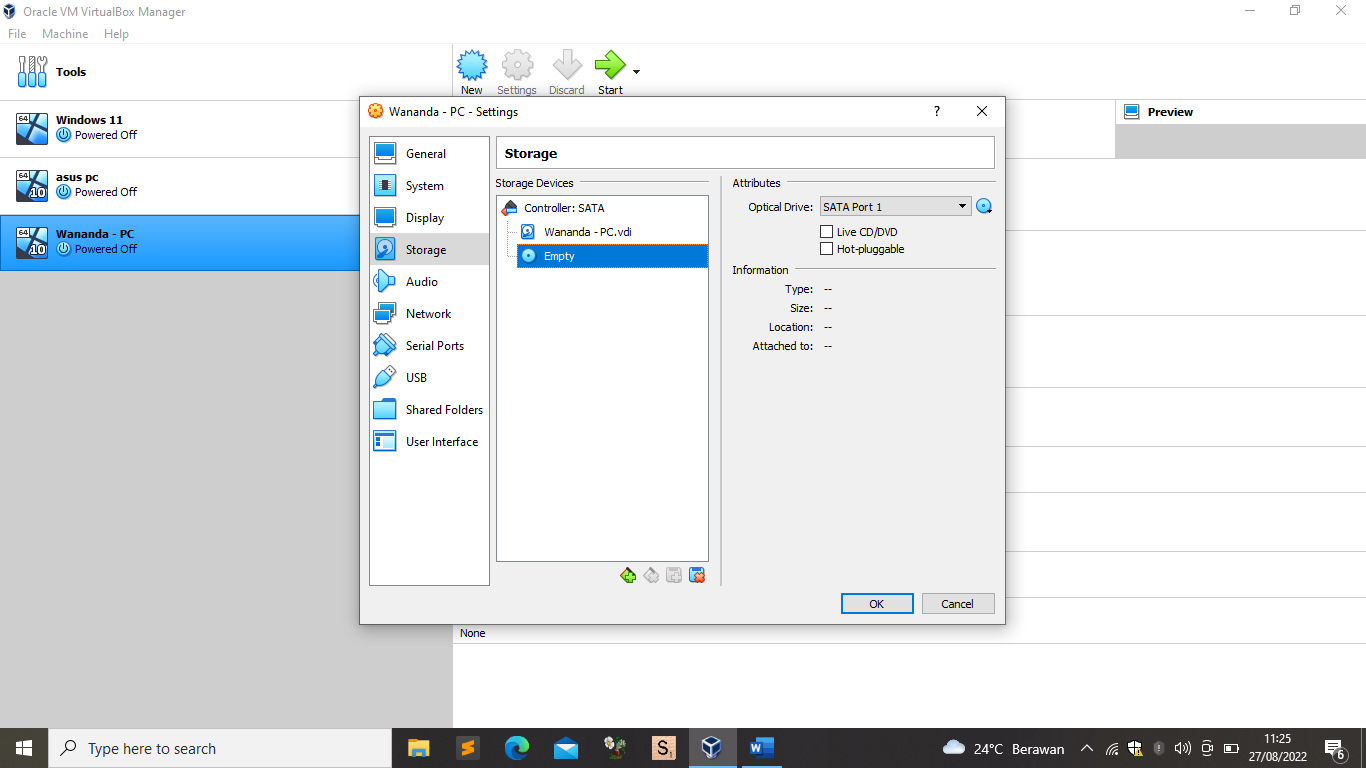 Oracle VM VirtualBox Manager
File Machine Help
Tools
New Settings Discard Start
Windows 11
Powered Off
asus pc
Powered Off
Wananda - PC
Powered Off
Preview
Wananda - PC - Settings
?
General
System
Display
Storage
Audio
Network
Serial Ports
USB
Shared Folders
User Interface
Storage
Storage Devices
Controller: SATA
Wananda - PC.vdi
Empty
Attributes
Optical Drive: SATA Port 1
Live CD/DVD
Hot-pluggable
Information
Type: --
Size: --
Location: --
Attached to: --
OK Cancel
None
Type here to search
24°C Berawan
11:25
27/08/2022
6